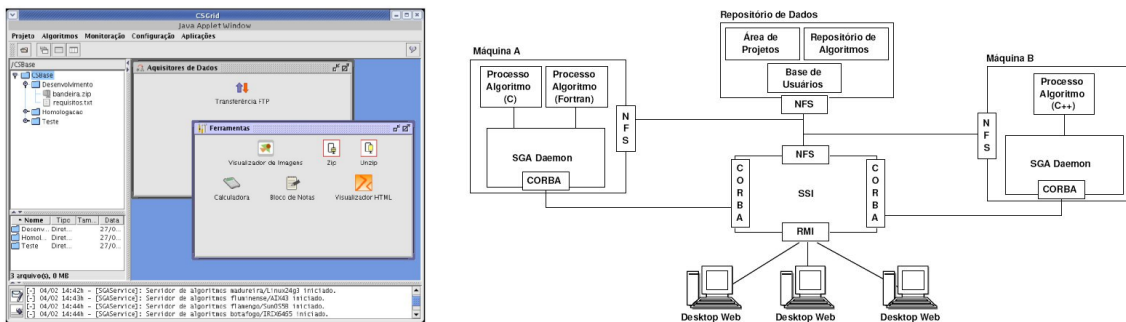 CSGrid
Java Applet Window
Projeto Algoritmos Monitoração Configuração Aplicações
/CSBase
CSBase
Desenvolvimento
bandeira.zip
requisitos.txt
Homologacao
Teste
Aquisitores de Dados
Transferência FTP
Ferramentas
Visualizador de Imagens
Zip
Unzip
Calculadora
Bloco de Notas
Visualizador HTML
Nome Tipo Tam... Data
Desenv... Diret... 27/0...
Homol... Diret... 27/0...
Teste Diret... 27/0...
3 arquivo(s), 0 MB
[-] 04/02 14:42h - [SGAService]: Servidor de algoritmos madureira/Linux24g3 iniciado.
[-] 04/02 14:43h - [SGAService]: Servidor de algoritmos fluminense/AIX43 iniciado.
[-] 04/02 14:44h - [SGAService]: Servidor de algoritmos flamengo/SunOS58 iniciado.
[-] 04/02 14:44h - [SGAService]: Servidor de algoritmos botafogo/IRIX6465 iniciado.
Repositório de Dados
Área de
Projetos
Repositório de
Algoritmos
Base de
Usuários
NFS
Máquina A
Processo
Algoritmo
(C)
Processo
Algoritmo
(Fortran)
NFS
SGA Daemon
CORBA
NFS
CORBA
SSI
CORBA
RMI
Máquina B
Processo
Algoritmo
(C++)
NFS
SGA Daemon
CORBA
Desktop Web
Desktop Web
Desktop Web